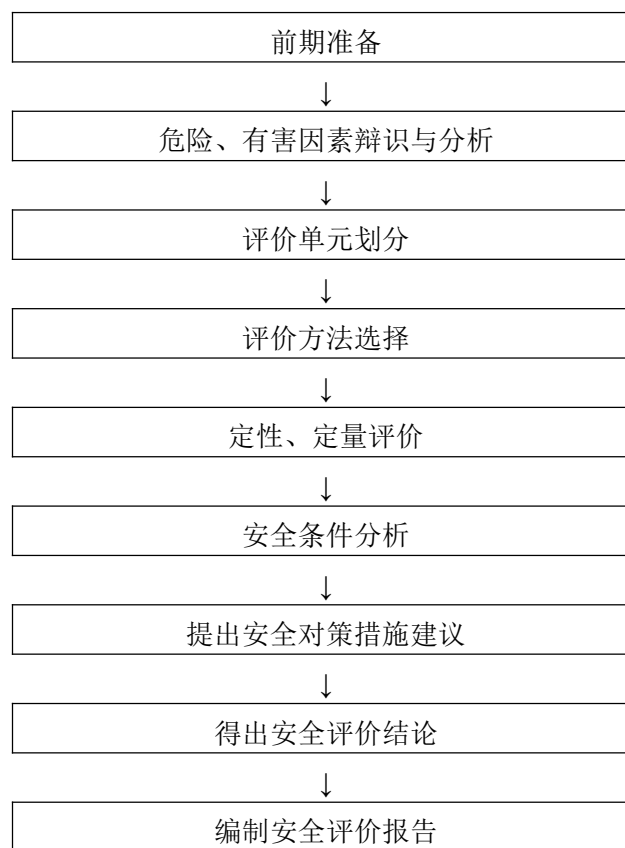 前期准备
↓
危险、有害因素辩识与分析
↓
评价单元划分
↓
评价方法选择
↓
定性、定量评价
↓
安全条件分析
↓
提出安全对策措施建议
↓
得出安全评价结论
↓
编制安全评价报告